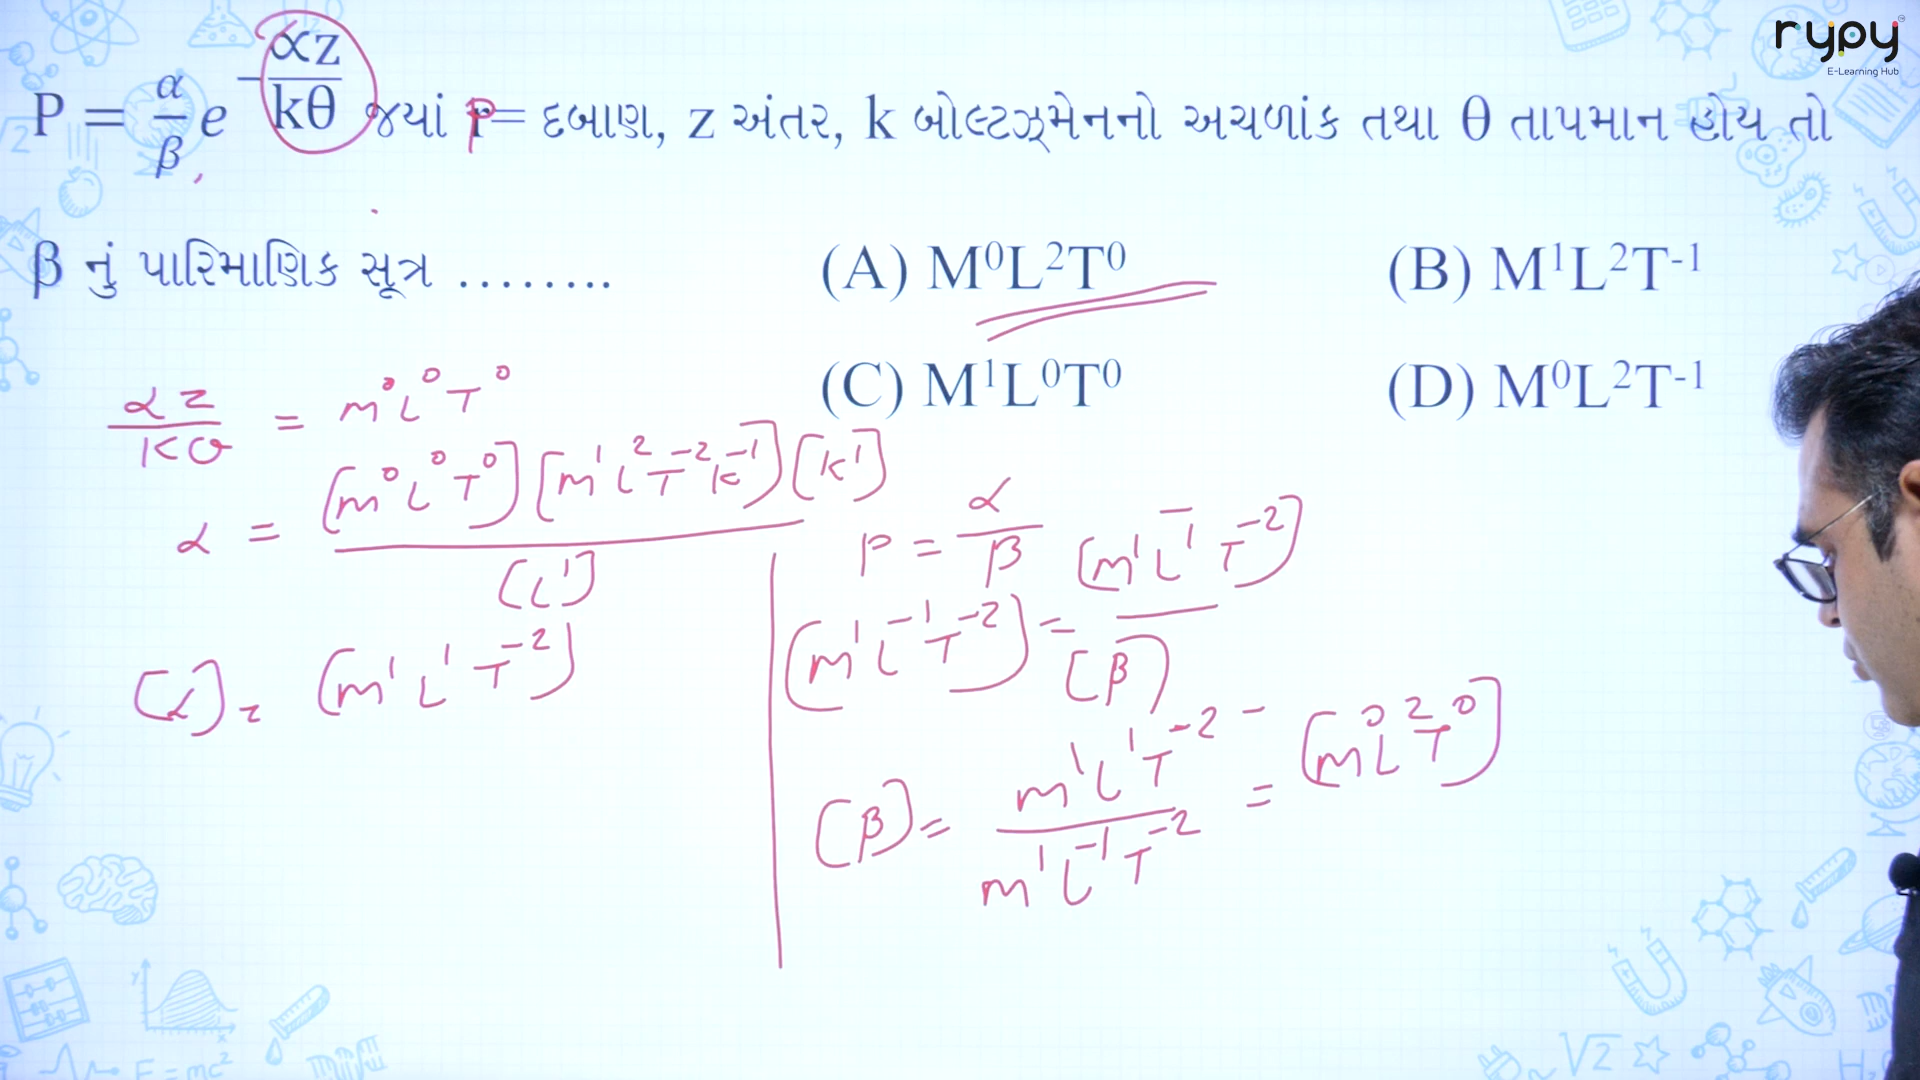 rypy
E-Learning Hub
P = α/β e^-αz/kθ જ્યાં P= દબાણ, z અંતર, k બોલ્ટઝ્મેનનો અચળાંક તથા θ તાપમાન હોય તો
β નું પારિમાણિક સૂત્ર ........ (A) M⁰L²T⁰ (B) M¹L²T⁻¹
(C) M¹L⁰T⁰ (D) M⁰L²T⁻¹
αz/kθ = M⁰L⁰T⁰
α = [M⁰L⁰T⁰][M¹L²T⁻²K⁻¹][K¹]/[L¹]
[α] = [M¹L¹T⁻²]
P = α/β
[M¹L⁻¹T⁻²] = [M¹L¹T⁻²]/[β]
[β] = M¹L¹T⁻²/M¹L⁻¹T⁻² = [M⁰L²T⁰]
E=mc²
√2